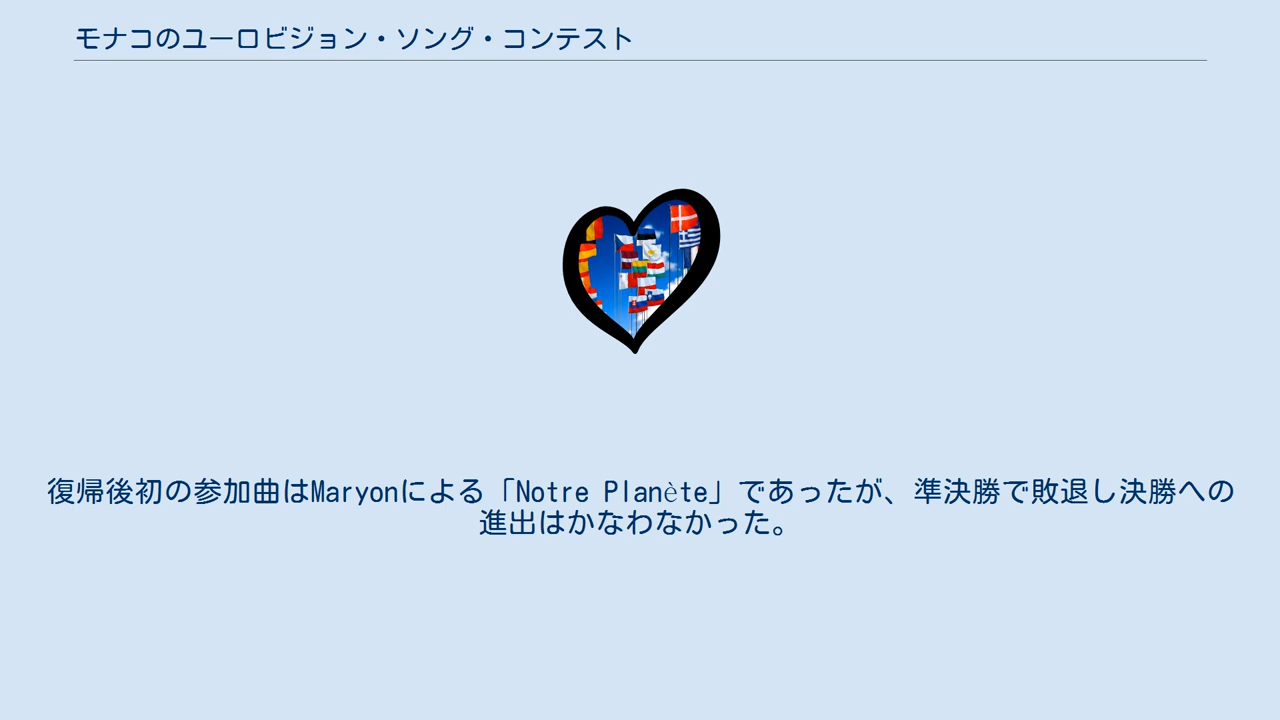 モナコのユーロビジョン・ソング・コンテスト
復帰後初の参加曲はMaryonによる「Notre Planète」であったが、準決勝で敗退し決勝への
進出はかなわなかった。